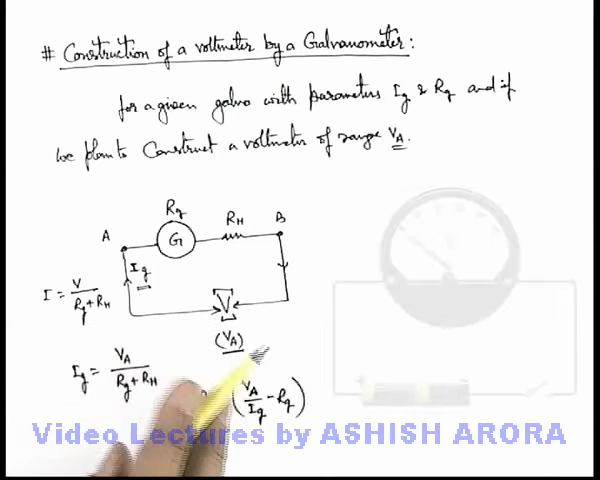 # Construction of a voltmeter by a Galvanometer:
for a given galvo with parameters Ig & Rg and if
we plan to Construct a voltmeter of range VA.
Rg
RH
A
B
G
Ig
I = V / Rg + RH
V
(VA)
Ig = VA / Rg + RH
(VA / Ig - Rg)
Video Lectures by ASHISH ARORA